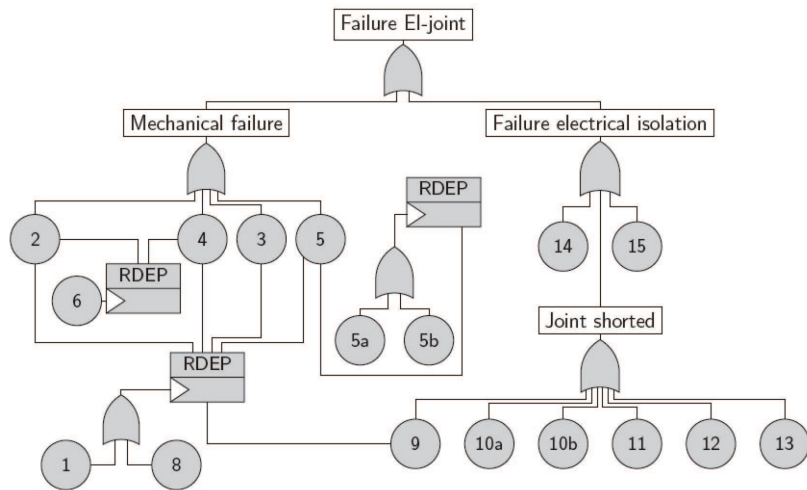 Failure EI-joint
Mechanical failure
Failure electrical isolation
RDEP
2
4
3
5
14
15
RDEP
6
5a
5b
Joint shorted
RDEP
9
10a
10b
11
12
13
1
8